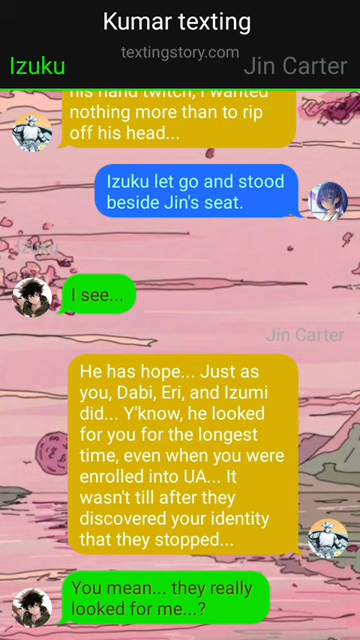 Kumar texting
textingstory.com
Izuku
Jin Carter
his hand twitch, I wanted
nothing more than to rip
off his head...
Izuku let go and stood
beside Jin's seat.
Izuku
I see...
Jin Carter
He has hope... Just as
you, Dabi, Eri, and Izumi
did... Y'know, he looked
for you for the longest
time, even when you were
enrolled into UA... It
wasn't till after they
discovered your identity
that they stopped...
You mean... they really
looked for me...?